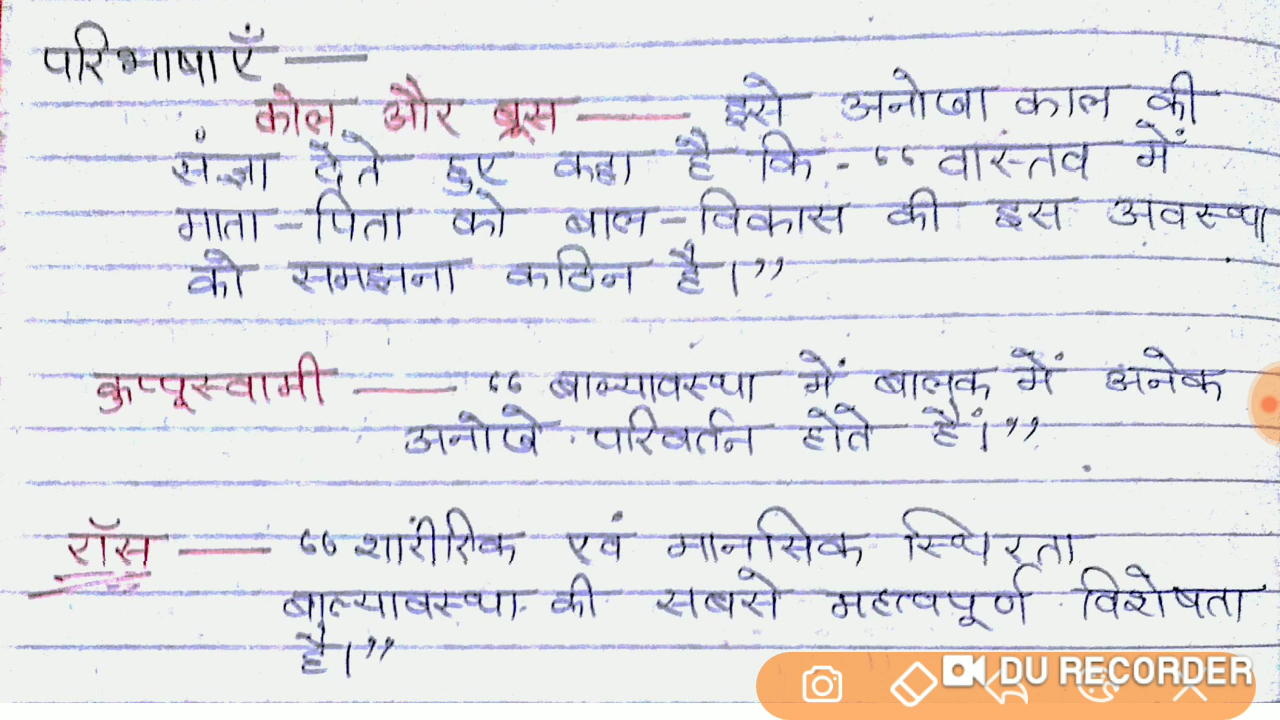 परिभाषाएँ —
कोल और ब्रूस — इसे अनोखा काल की
संज्ञा देते हुए कहा है कि - “ वास्तव में
माता - पिता को बाल - विकास की इस अवस्था
को समझना कठिन है।”
कुप्पूस्वामी — “ बाल्यावस्था में बालक में अनेक
अनोखे परिवर्तन होते हैं।”
रॉस — “ शारीरिक एवं मानसिक स्थिरता
बाल्यावस्था की सबसे महत्वपूर्ण विशेषता
है।”
DU RECORDER